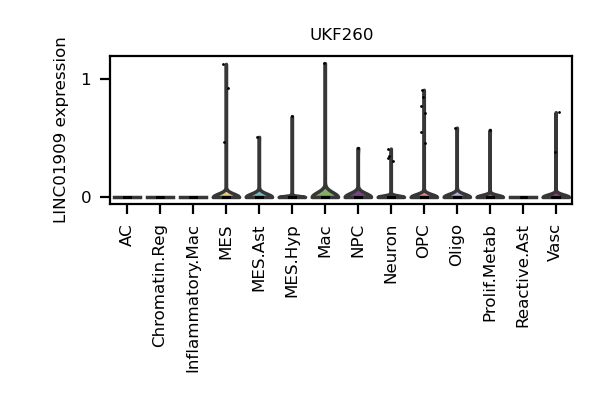 UKF260
LINC01909 expression
1
0
AC
Chromatin.Reg
Inflammatory.Mac
MES
MES.Ast
MES.Hyp
Mac
NPC
Neuron
OPC
Oligo
Prolif.Metab
Reactive.Ast
Vasc